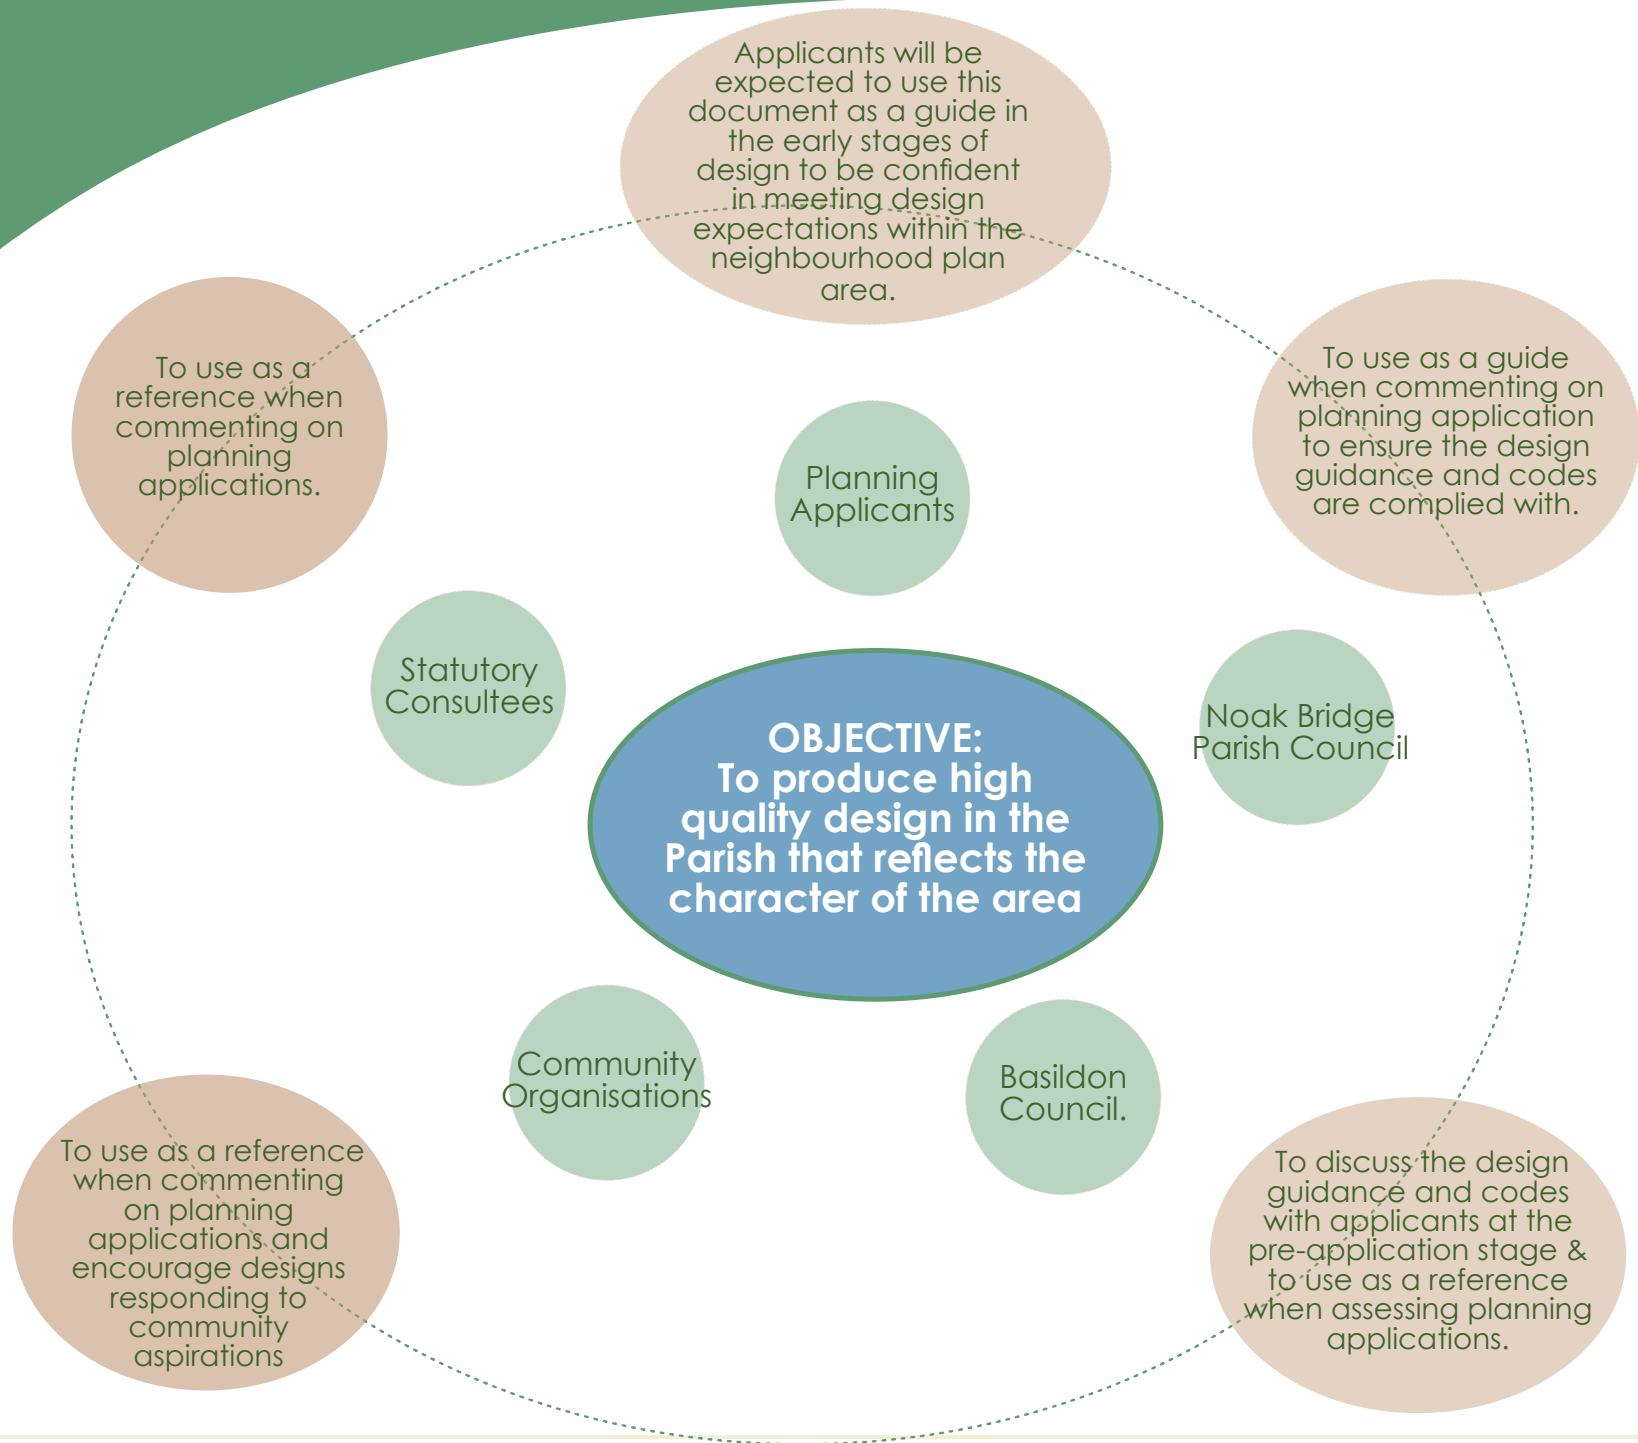 Applicants will be
expected to use this
document as a guide in
the early stages of
design to be confident
in meeting design
expectations within the
neighbourhood plan
area.
To use as a
reference when
commenting on
planning
applications.
To use as a guide
when commenting on
planning application
to ensure the design
guidance and codes
are complied with.
Planning
Applicants
Statutory
Consultees
Noak Bridge
Parish Council
OBJECTIVE:
To produce high
quality design in the
Parish that reflects the
character of the area
Community
Organisations
Basildon
Council.
To use as a reference
when commenting
on planning
applications and
encourage designs
responding to
community
aspirations
To discuss the design
guidance and codes
with applicants at the
pre-application stage &
to use as a reference
when assessing planning
applications.